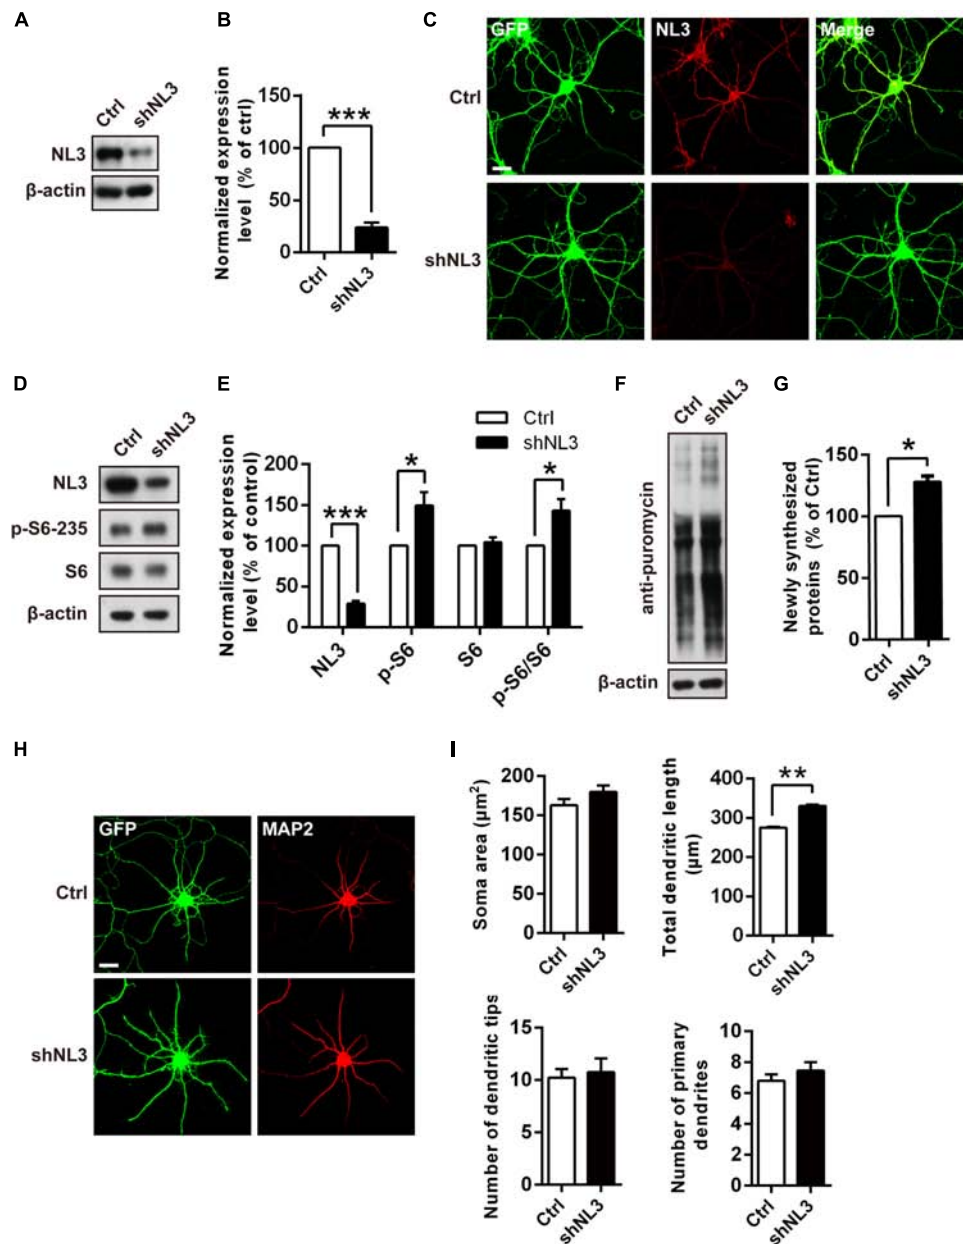 A
B
C
Ctrl
shNL3
NL3
β-actin
Normalized expression
level (% of ctrl)
150
100
50
0
***
Ctrl
shNL3
GFP
NL3
Merge
Ctrl
shNL3
D
E
F
G
Ctrl
shNL3
NL3
p-S6-235
S6
β-actin
Normalized expression
level (% of control)
200
150
100
50
0
Ctrl
shNL3
***
*
*
NL3
p-S6
S6
p-S6/S6
Ctrl
shNL3
anti-puromycin
β-actin
Newly synthesized
proteins (% of Ctrl)
150
100
50
0
*
Ctrl
shNL3
H
I
GFP
MAP2
Ctrl
shNL3
Soma area (µm²)
200
150
100
50
0
Ctrl
shNL3
Total dendritic length
(µm)
400
300
200
100
0
**
Ctrl
shNL3
Number of dendritic tips
15
10
5
0
Ctrl
shNL3
Number of primary
dendrites
8
6
4
2
0
Ctrl
shNL3